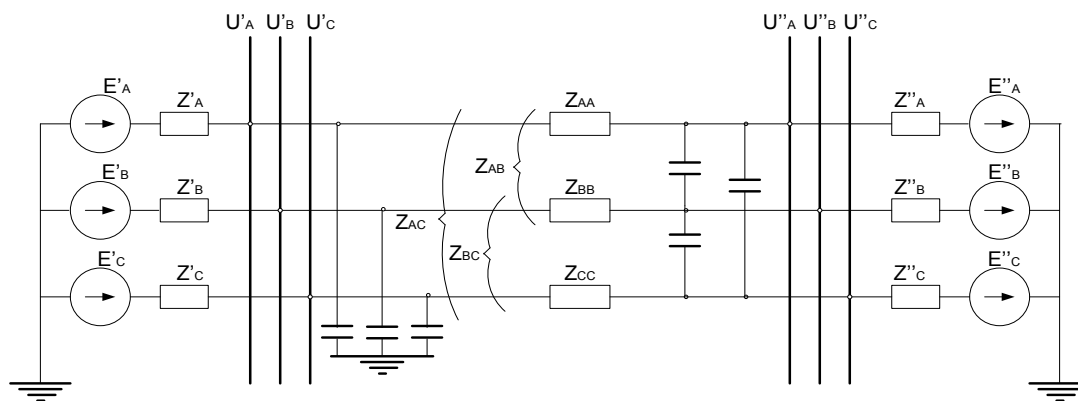 U'A U'B U'C U''A U''B U''C
E'A Z'A ZAA Z''A E''A
ZAB
E'B Z'B ZBB Z''B E''B
ZAC
ZBC
E'C Z'C ZCC Z''C E''C